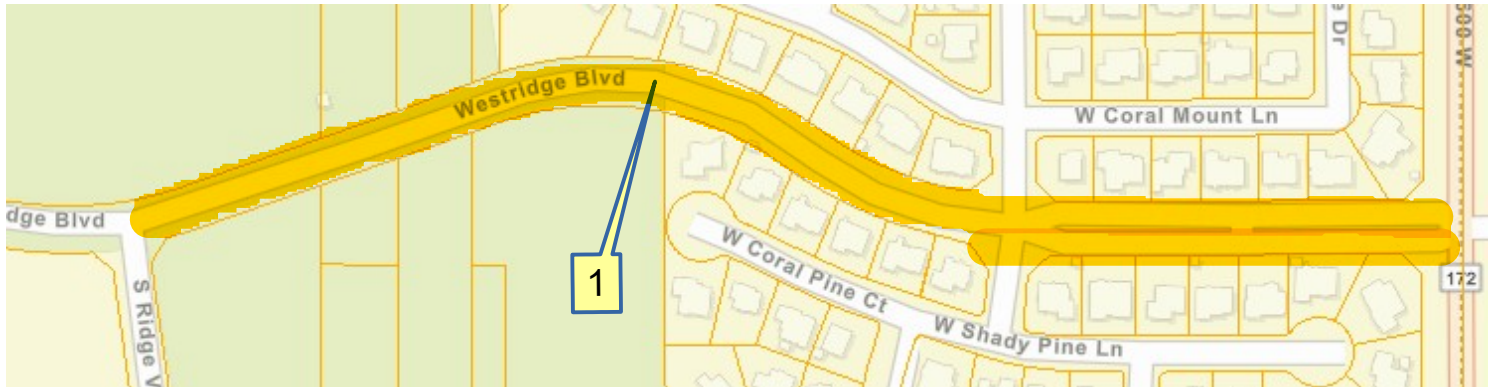 Westridge Blvd
W Coral Mount Ln
dge Blvd
W Coral Pine Ct
1
172
S Ridge V
W Shady Pine Ln
e Dr
500 W